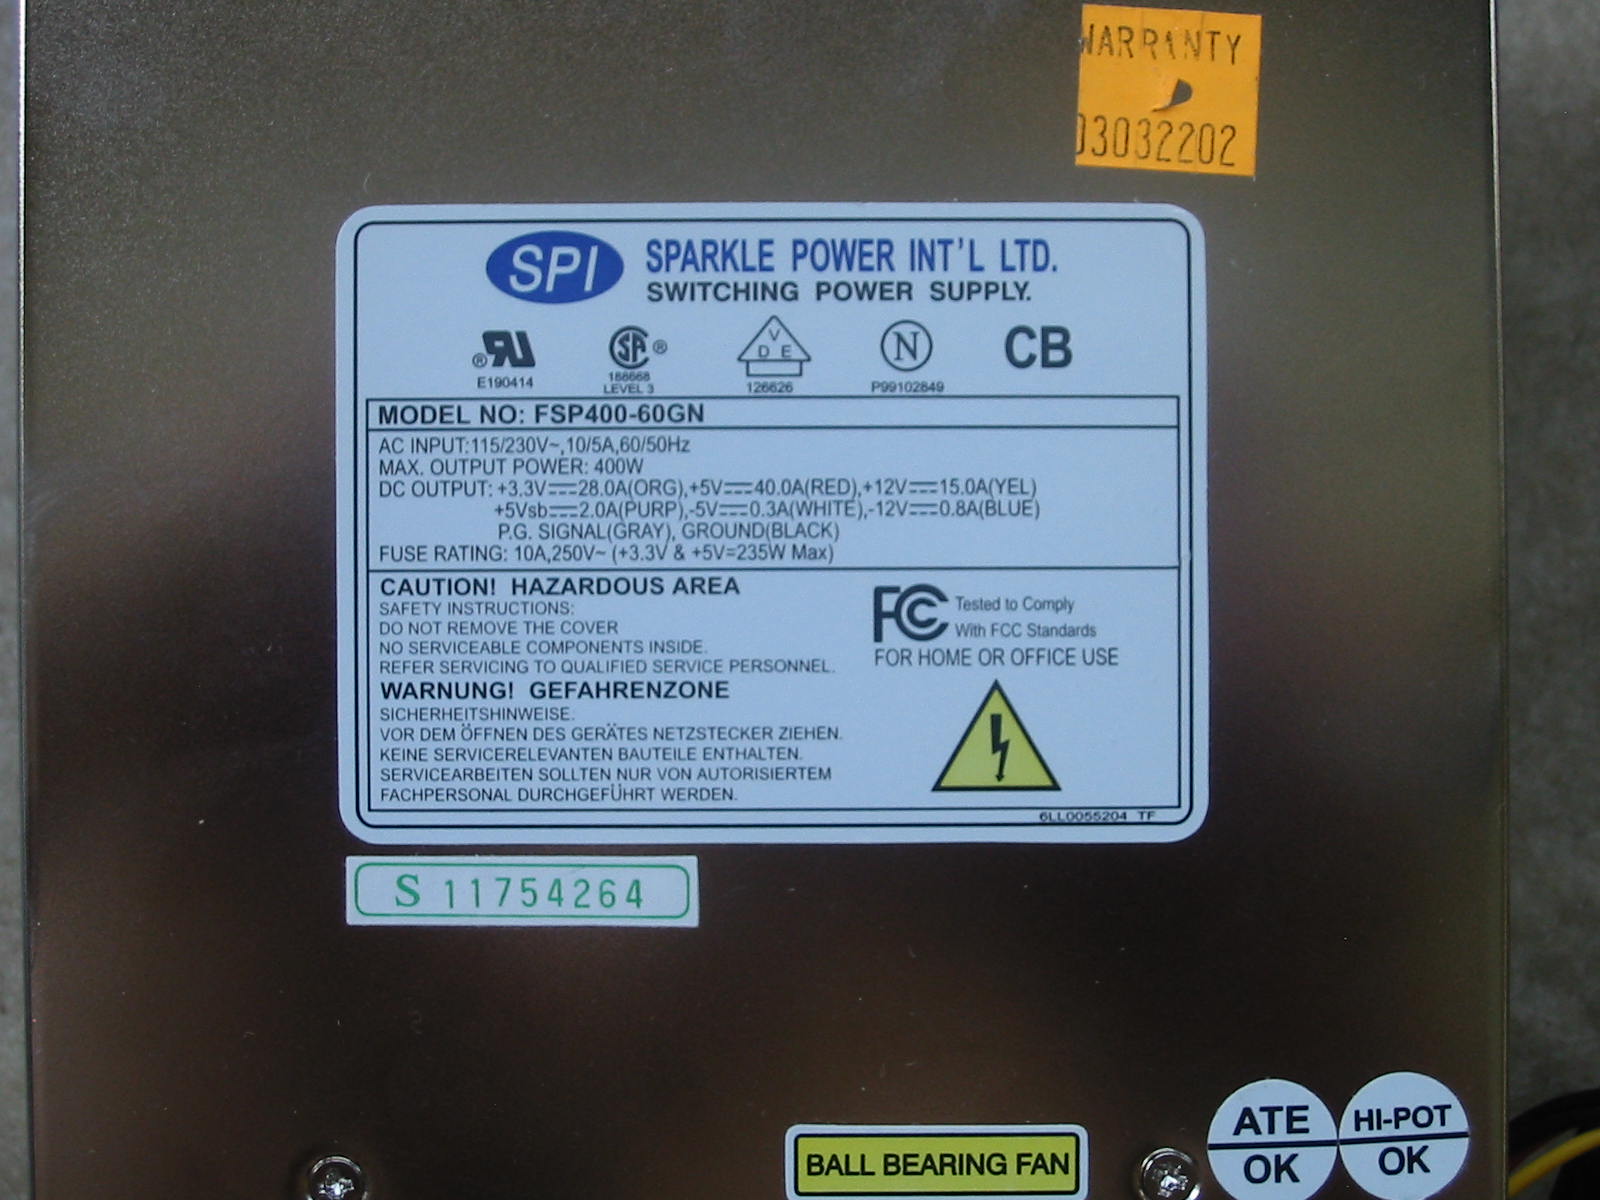 WARRANTY
03032202
SPI SPARKLE POWER INT'L LTD.
SWITCHING POWER SUPPLY.
® RU
E190414
SA ®
188668
LEVEL 3
V
D E
126626
N
P99102849
CB
MODEL NO: FSP400-60GN
AC INPUT:115/230V~,10/5A,60/50Hz
MAX. OUTPUT POWER: 400W
DC OUTPUT: +3.3V⎓28.0A(ORG),+5V⎓40.0A(RED),+12V⎓15.0A(YEL)
+5Vsb⎓2.0A(PURP),-5V⎓0.3A(WHITE),-12V⎓0.8A(BLUE)
P.G. SIGNAL(GRAY), GROUND(BLACK)
FUSE RATING: 10A,250V~ (+3.3V & +5V=235W Max)
CAUTION! HAZARDOUS AREA
SAFETY INSTRUCTIONS:
DO NOT REMOVE THE COVER
NO SERVICEABLE COMPONENTS INSIDE.
REFER SERVICING TO QUALIFIED SERVICE PERSONNEL.
WARNUNG! GEFAHRENZONE
SICHERHEITSHINWEISE:
VOR DEM ÖFFNEN DES GERÄTES NETZSTECKER ZIEHEN.
KEINE SERVICERELEVANTEN BAUTEILE ENTHALTEN.
SERVICEARBEITEN SOLLTEN NUR VON AUTORISIERTEM
FACHPERSONAL DURCHGEFÜHRT WERDEN.
FCC Tested to Comply
With FCC Standards
FOR HOME OR OFFICE USE
6LL0055204 TF
S 11754264
BALL BEARING FAN
ATE
OK
HI-POT
OK